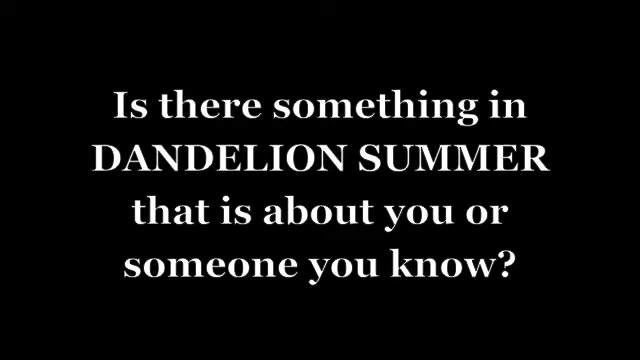 Is there something in
DANDELION SUMMER
that is about you or
someone you know?